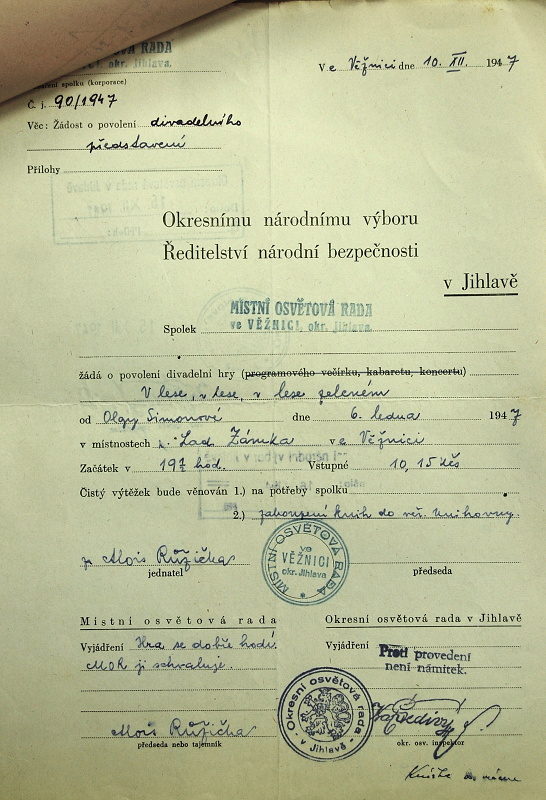 OVÁ RADA
okr. Jihlava.
spolku (korporace)
Č. j. 90/1947
V e Věžnici dne 10. XII. 1947
Věc: Žádost o povolení divadelního
představení
Přílohy
Okresnímu národnímu výboru
Ředitelství národní bezpečnosti
v Jihlavě
MÍSTNÍ OSVĚTOVÁ RADA
Spolek ve VĚŽNICI, okr. Jihlava.
žádá o povolení divadelní hry (programového večírku, kabaretu, koncertu)
V lese, v lese, v lese zeleném
od Olgy Simonové dne 6. ledna 1947
v místnostech p. Lad. Zámka v e Věžnici
Začátek v 19½ hod. Vstupné 10, 15 Kčs
Čistý výtěžek bude věnován 1.) na potřeby spolku
2.) zakoupení knih do veř. knihovny.
MÍSTNÍ OSVĚTOVÁ RADA
ve
VĚŽNICI
okr. Jihlava
Alois Růžička
jednatel předseda
Místní osvětová rada
Vyjádření Hra se dobře hodí.
MOR ji schvaluje.
Alois Růžička
předseda nebo tajemník
Okresní osvětová rada v Jihlavě
Vyjádření Proti provedení
není námitek.
Okresní osvětová rada
v Jihlavě
okr. osv. inspektor